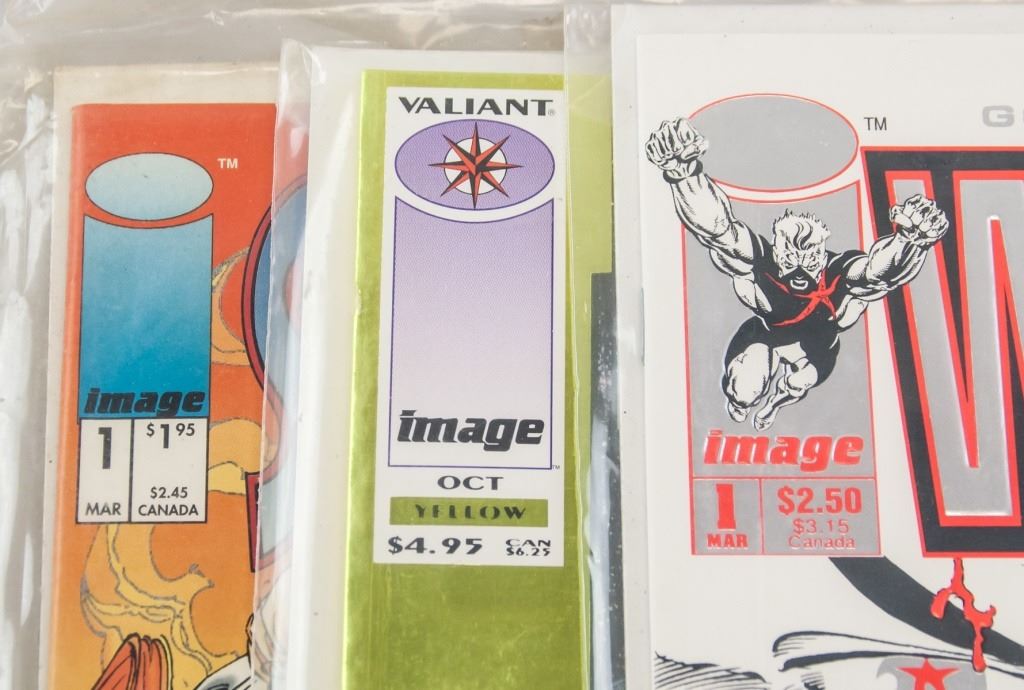 TM
image
1
MAR
$1.95
$2.45
CANADA
VALIANT®
image
TM
OCT
YELLOW
$4.95
CAN
$6.25
TM
image
1
MAR
$2.50
$3.15
Canada